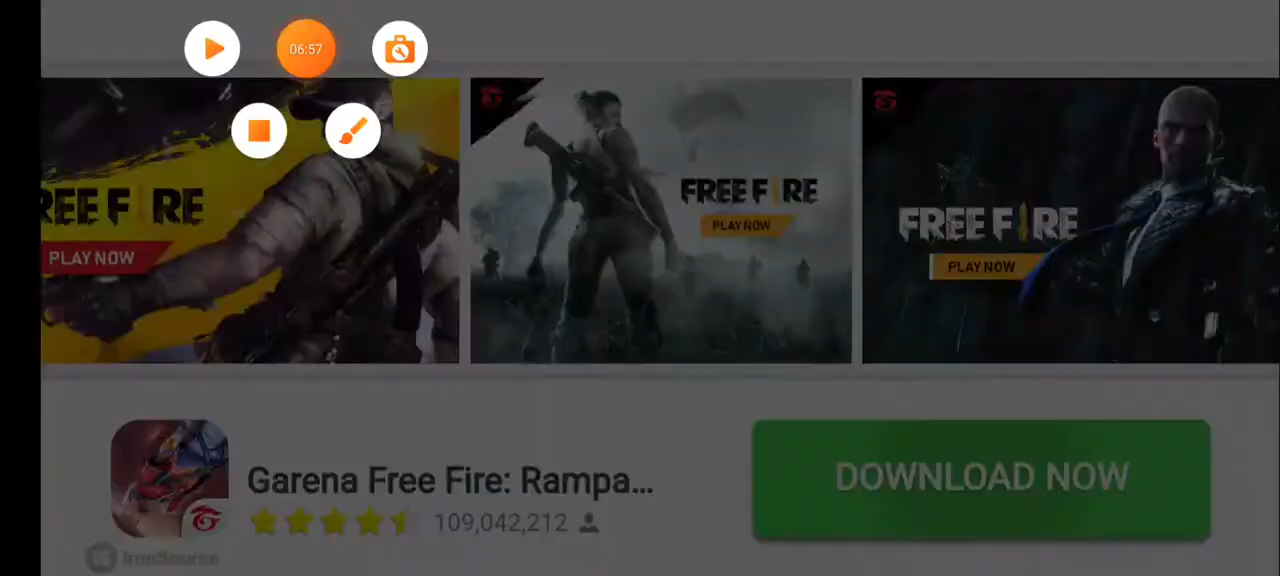 06:57
REE FIRE
PLAY NOW
FREE FIRE
PLAY NOW
FREE FIRE
PLAY NOW
Garena Free Fire: Rampa...
109,042,212
DOWNLOAD NOW
IronSource